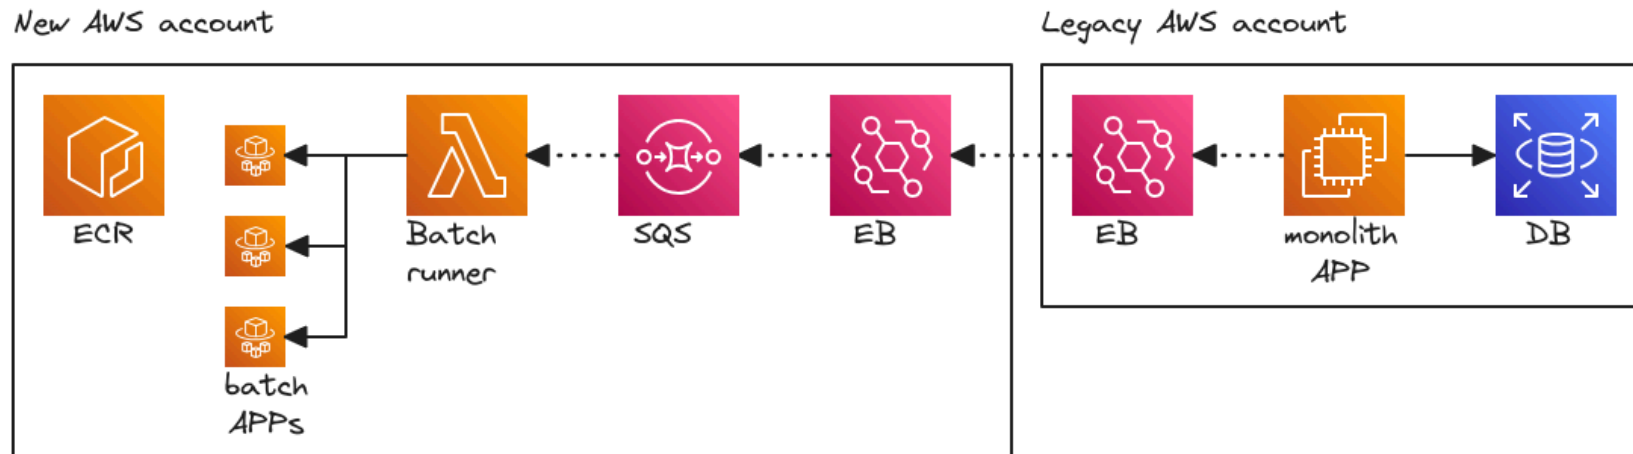 New AWS account
Legacy AWS account
ECR
Batch
runner
SQS
EB
EB
monolith
APP
DB
batch
APPs